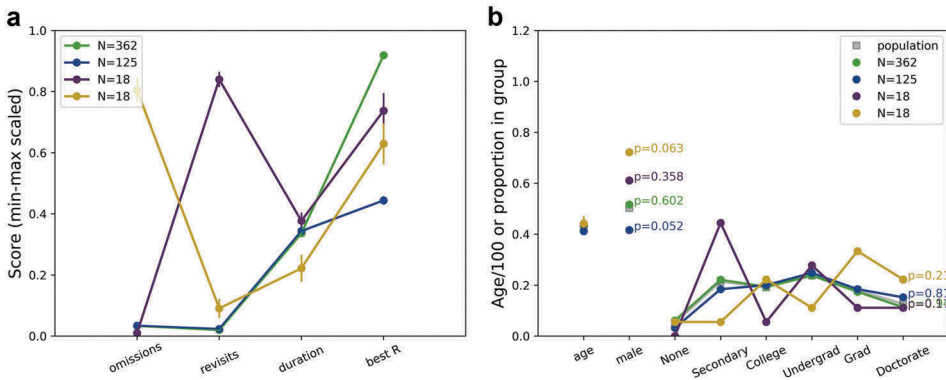 a
1.0
0.8
0.6
0.4
0.2
0.0
Score (min-max scaled)
N=362
N=125
N=18
N=18
omissions
revisits
duration
best R
b
1.2
1.0
0.8
0.6
0.4
0.2
0.0
Age/100 or proportion in group
population
N=362
N=125
N=18
N=18
p=0.063
p=0.358
p=0.602
p=0.052
age
male
None
Secondary
College
Undergrad
Grad
Doctorate